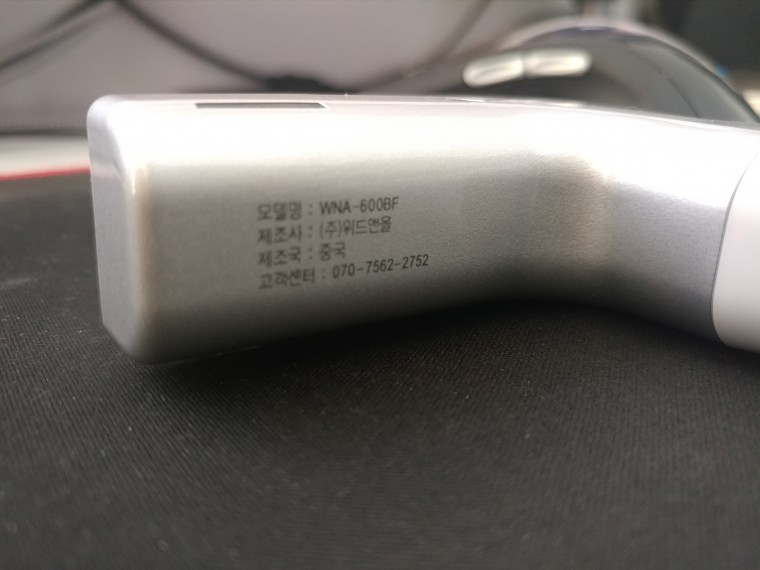 모델명 : WNA-600BF
제조사 : (주)위드앤올
제조국 : 중국
고객센터 : 070-7562-2752